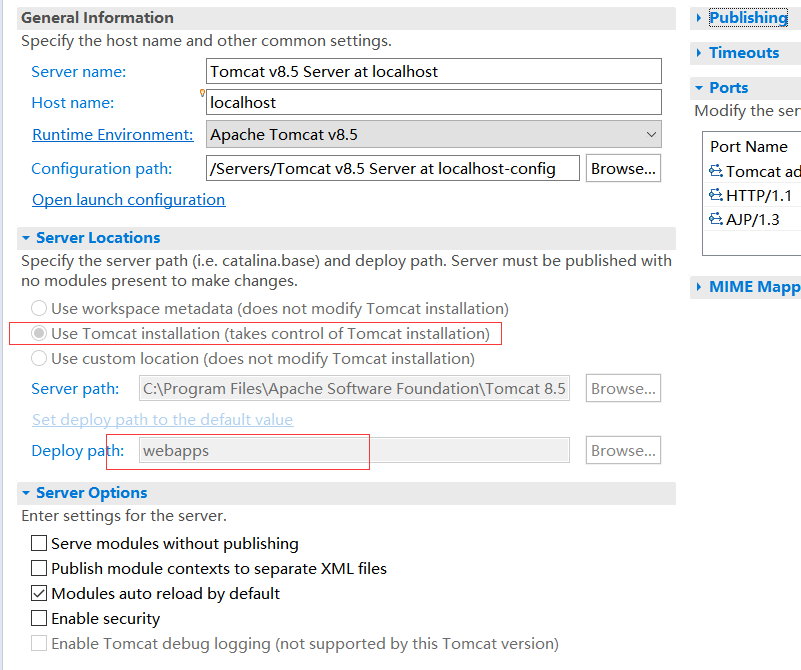 General Information
Specify the host name and other common settings.
Server name: Tomcat v8.5 Server at localhost
Host name: localhost
Runtime Environment: Apache Tomcat v8.5
Configuration path: /Servers/Tomcat v8.5 Server at localhost-config Browse...
Open launch configuration
Server Locations
Specify the server path (i.e. catalina.base) and deploy path. Server must be published with
no modules present to make changes.
Use workspace metadata (does not modify Tomcat installation)
Use Tomcat installation (takes control of Tomcat installation)
Use custom location (does not modify Tomcat installation)
Server path: C:\Program Files\Apache Software Foundation\Tomcat 8.5 Browse...
Set deploy path to the default value
Deploy path: webapps Browse...
Server Options
Enter settings for the server.
Serve modules without publishing
Publish module contexts to separate XML files
Modules auto reload by default
Enable security
Enable Tomcat debug logging (not supported by this Tomcat version)
Publishing
Timeouts
Ports
Modify the ser
Port Name
Tomcat ad
HTTP/1.1
AJP/1.3
MIME Mapp